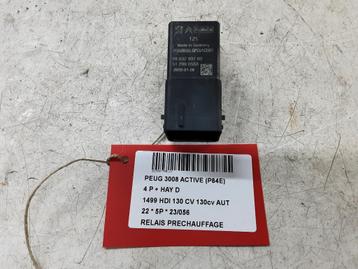 12V
Made in Germany
PEUG 3008 ACTIVE (P84E)
4 P + HAY D
1499 HDI 130 CV 130cv AUT
22 * 5P * 23/056
RELAIS PRECHAUFFAGE